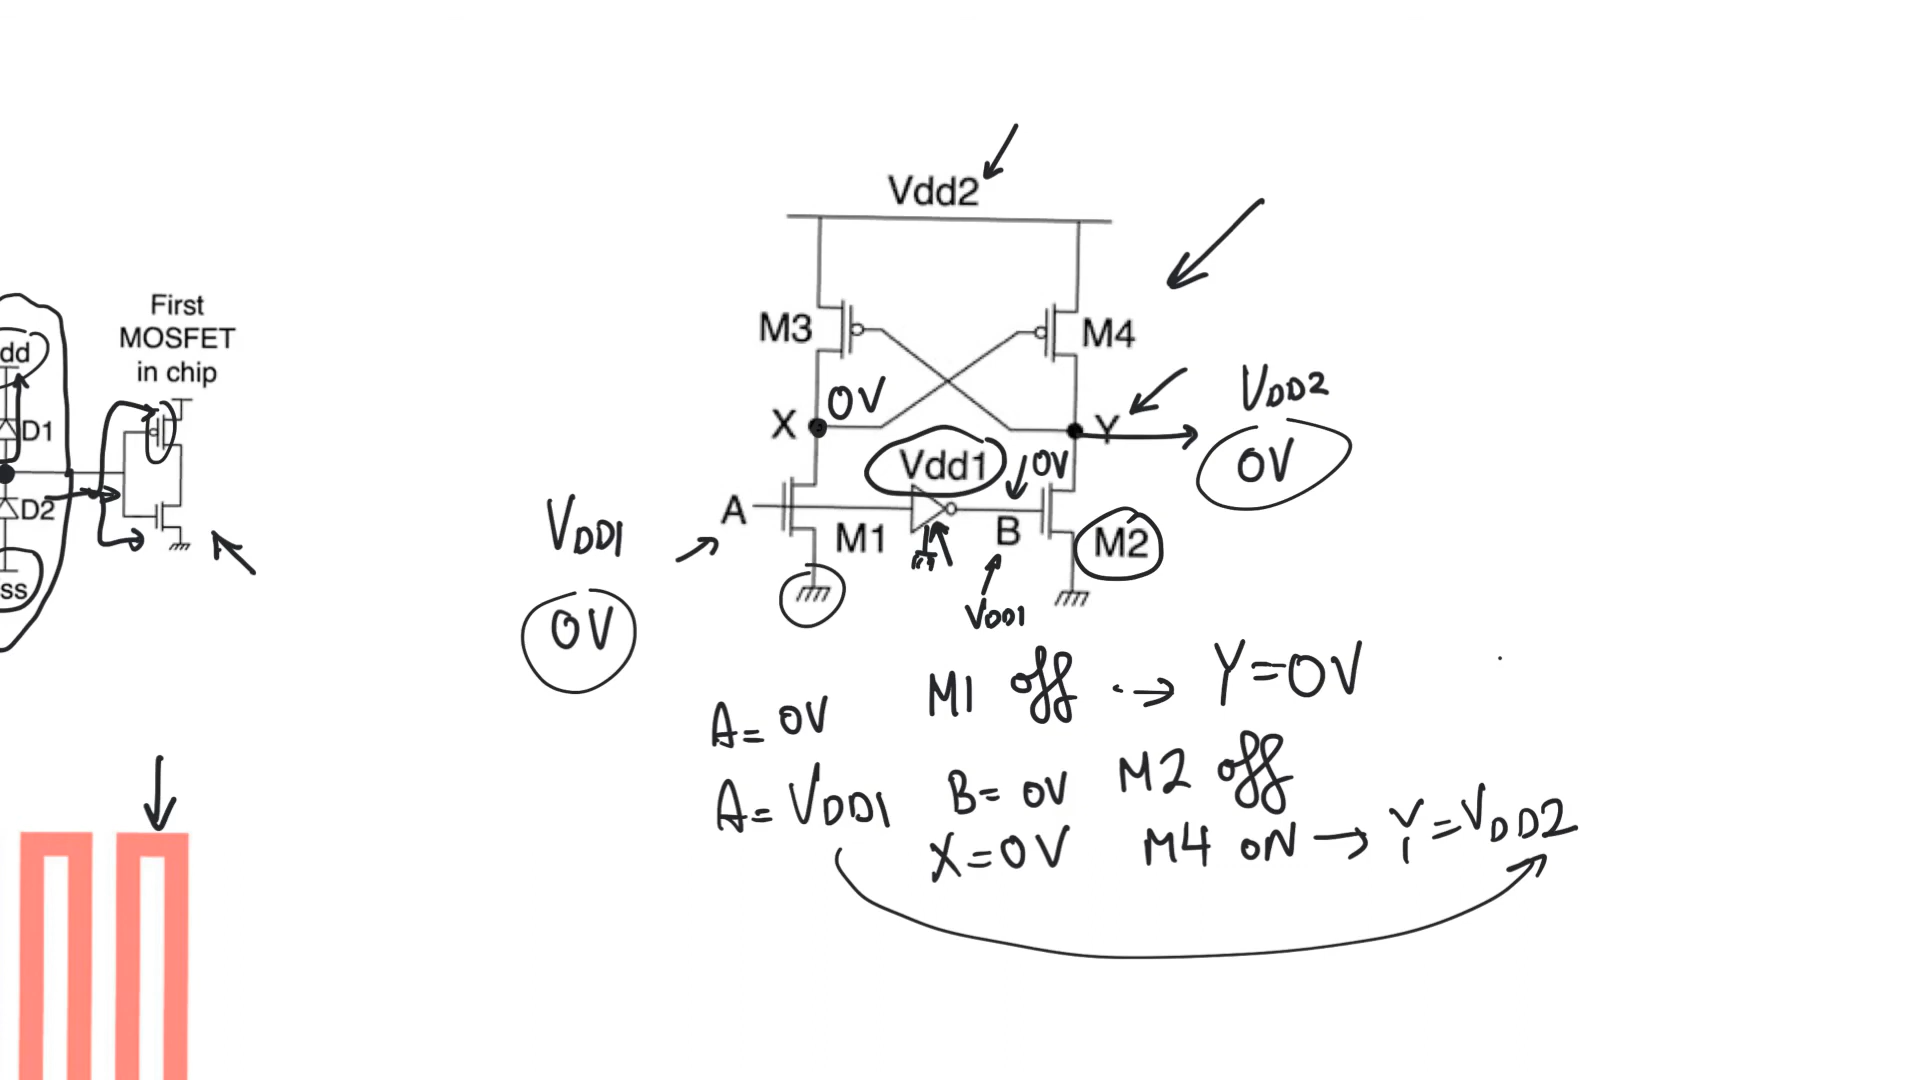 Vdd2
First
MOSFET
in chip
dd
D1
D2
ss
M3
M4
X
0V
Y
VDD2
0V
Vdd1
0V
A
M1
B
M2
VDD1
0V
VDD1
A= 0V
M1 off → Y=0V
A= VDD1
B= 0V
M2 off
X=0V
M4 ON → Y=VDD2